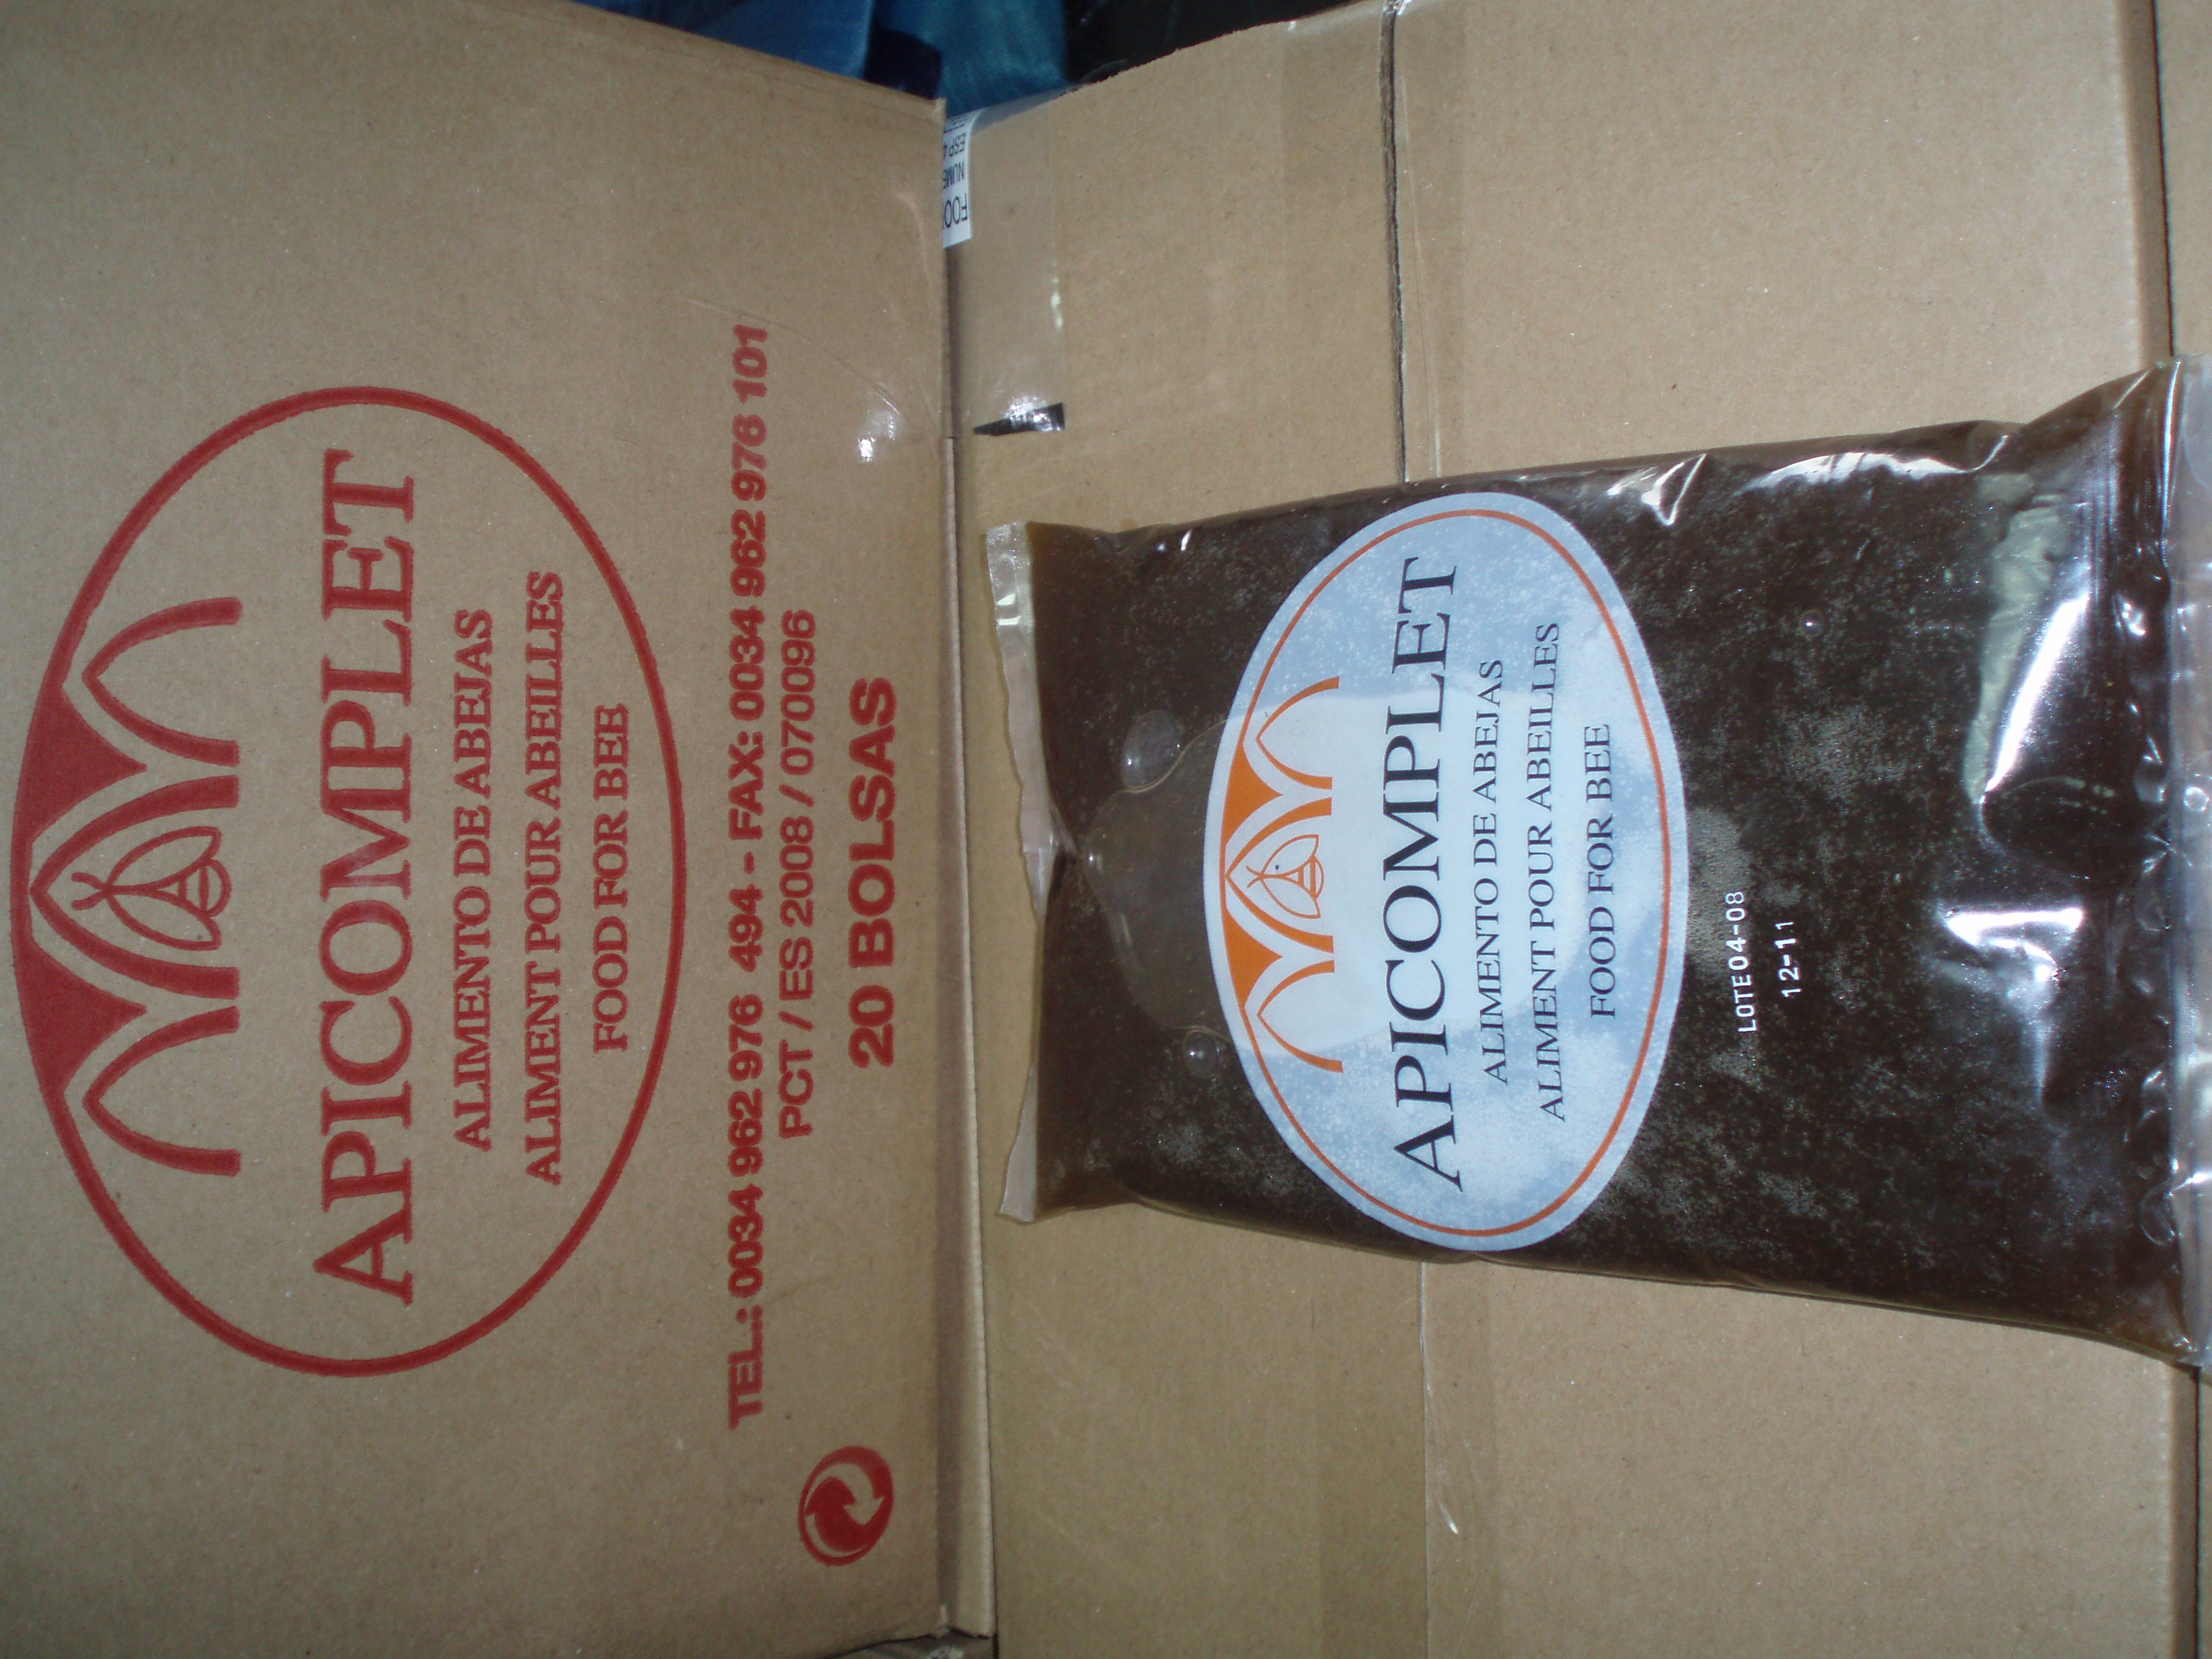 APICOMPLET
ALIMENTO DE ABEJAS
ALIMENT POUR ABEILLES
FOOD FOR BEE
TEL.: 0034 962 976 494 - FAX: 0034 962 976 101
PCT / ES 2008 / 070096
20 BOLSAS
APICOMPLET
ALIMENTO DE ABEJAS
ALIMENT POUR ABEILLES
FOOD FOR BEE
LOTE04-08
12-11